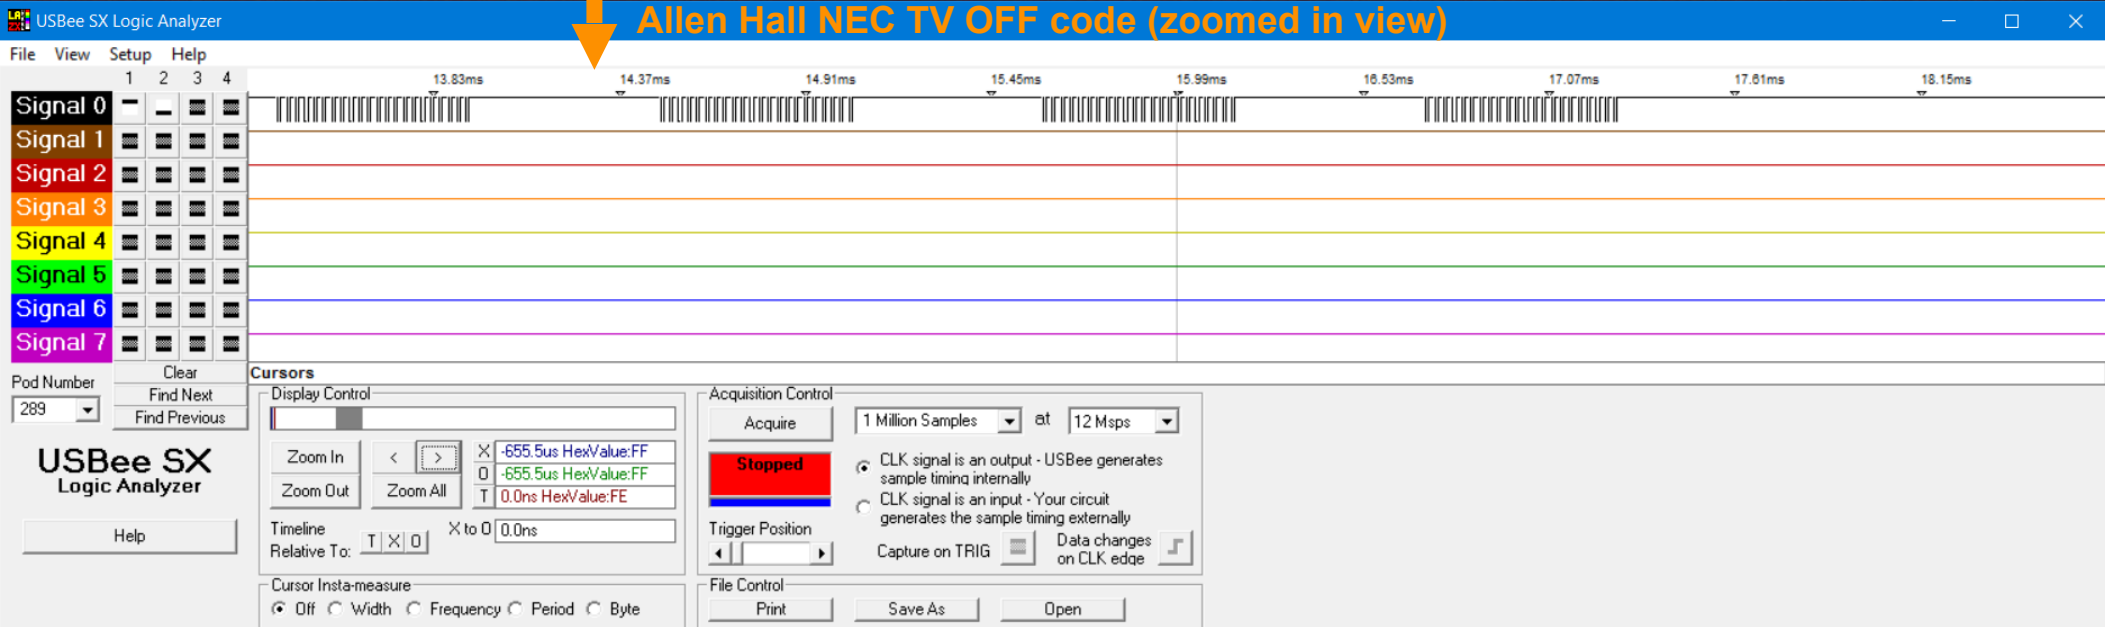 USBee SX Logic Analyzer
Allen Hall NEC TV OFF code (zoomed in view)
File View Setup Help
1 2 3 4
13.83ms 14.37ms 14.91ms 15.45ms 15.99ms 16.53ms 17.07ms 17.61ms 18.15ms
Signal 0
Signal 1
Signal 2
Signal 3
Signal 4
Signal 5
Signal 6
Signal 7
Pod Number
289
Clear
Find Next
Find Previous
USBee SX
Logic Analyzer
Help
Cursors
Display Control
Zoom In < >
Zoom Out Zoom All
X -655.5us HexValue:FF
O -655.5us HexValue:FF
T 0.0ns HexValue:FE
Timeline
Relative To: T X O
X to O 0.0ns
Cursor Insta-measure
Off Width Frequency Period Byte
Acquisition Control
Acquire 1 Million Samples at 12 Msps
Stopped
CLK signal is an output - USBee generates
sample timing internally
CLK signal is an input - Your circuit
generates the sample timing externally
Trigger Position
Capture on TRIG
Data changes
on CLK edge
File Control
Print Save As Open